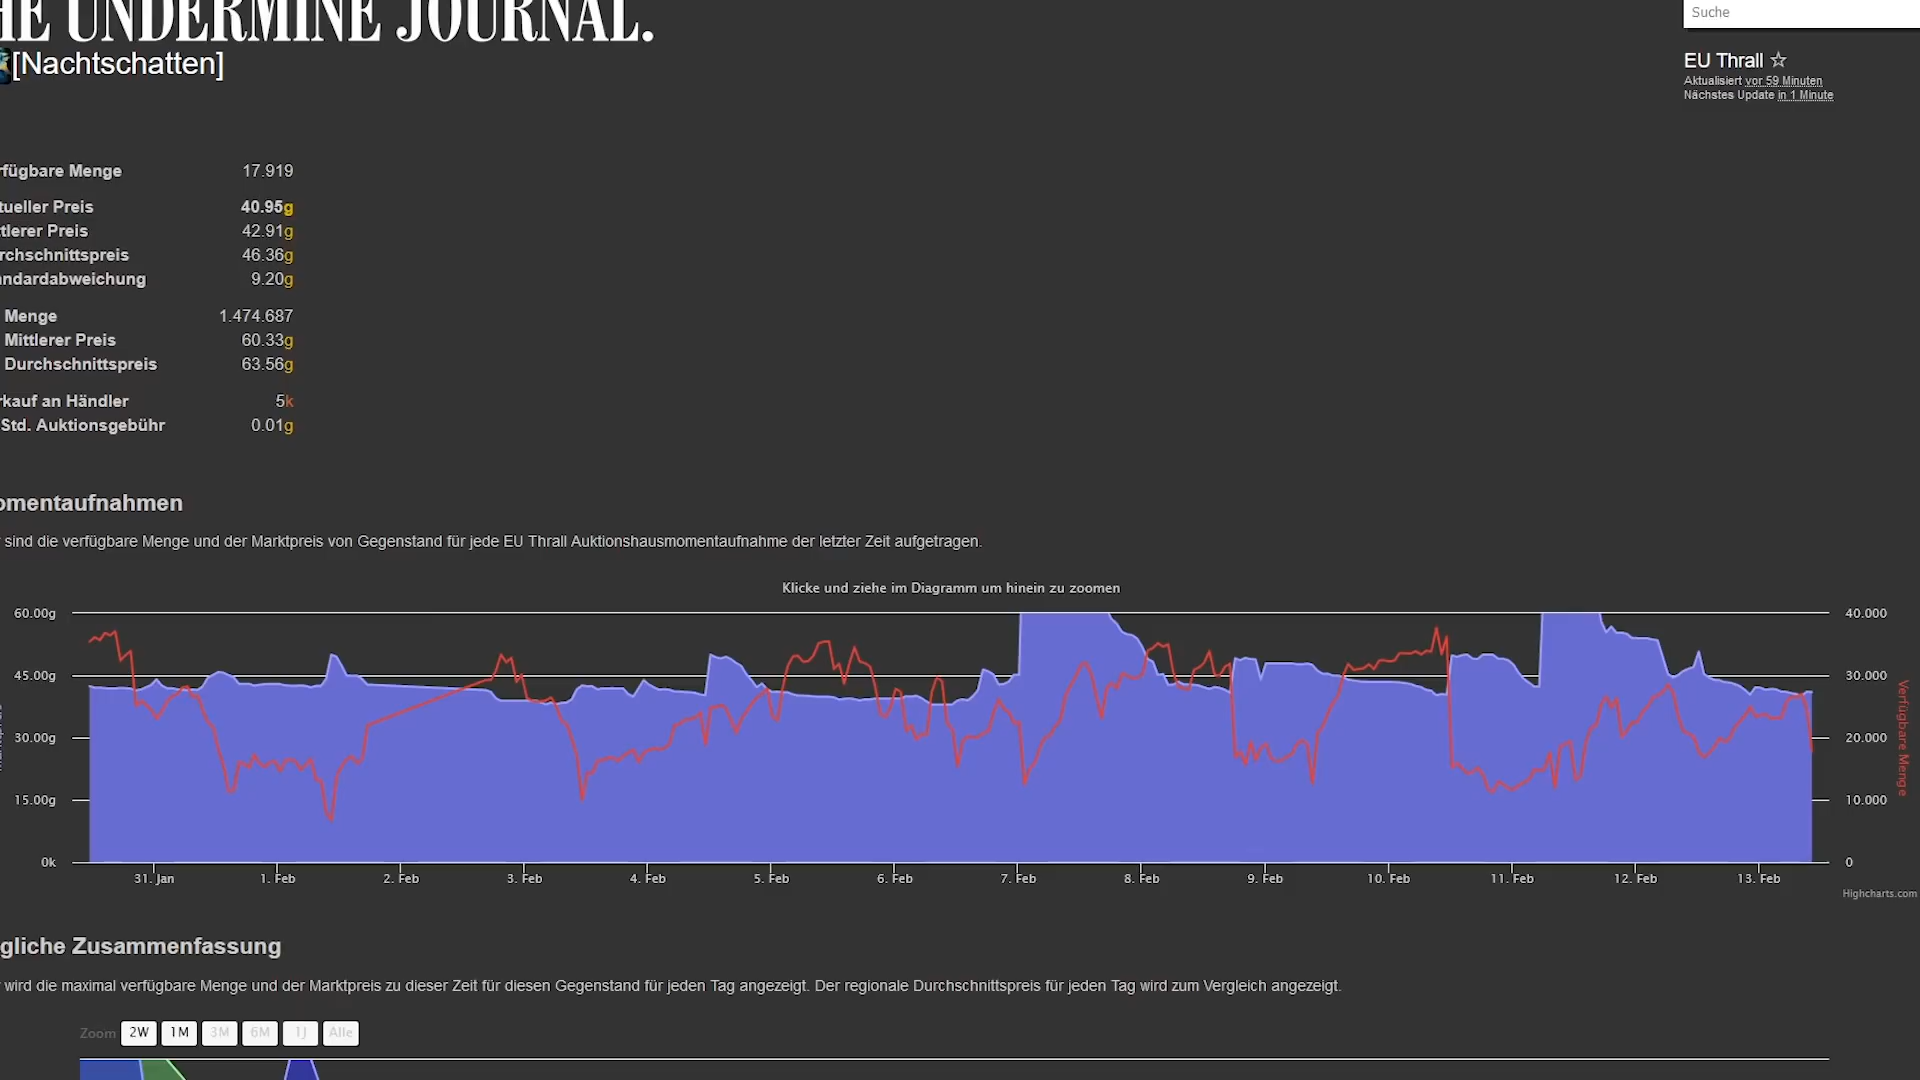 HE UNDERMINE JOURNAL.
[Nachtschatten]
Suche
EU Thrall ☆
Aktualisiert vor 59 Minuten
Nächstes Update in 1 Minute
rfügbare Menge 17.919
tueller Preis 40.95g
ttlerer Preis 42.91g
rchschnittspreis 46.36g
andardabweichung 9.20g
Menge 1.474.687
Mittlerer Preis 60.33g
Durchschnittspreis 63.56g
rkauf an Händler 5k
Std. Auktionsgebühr 0.01g
omentaufnahmen
sind die verfügbare Menge und der Marktpreis von Gegenstand für jede EU Thrall Auktionshausmomentaufnahme der letzter Zeit aufgetragen.
Klicke und ziehe im Diagramm um hinein zu zoomen
60.00g 40.000
45.00g 30.000
30.00g 20.000
15.00g 10.000
0k 0
Verfügbare Menge
31. Jan 1. Feb 2. Feb 3. Feb 4. Feb 5. Feb 6. Feb 7. Feb 8. Feb 9. Feb 10. Feb 11. Feb 12. Feb 13. Feb
Highcharts.com
gliche Zusammenfassung
wird die maximal verfügbare Menge und der Marktpreis zu dieser Zeit für diesen Gegenstand für jeden Tag angezeigt. Der regionale Durchschnittspreis für jeden Tag wird zum Vergleich angezeigt.
Zoom 2W 1M 3M 6M 1J Alle